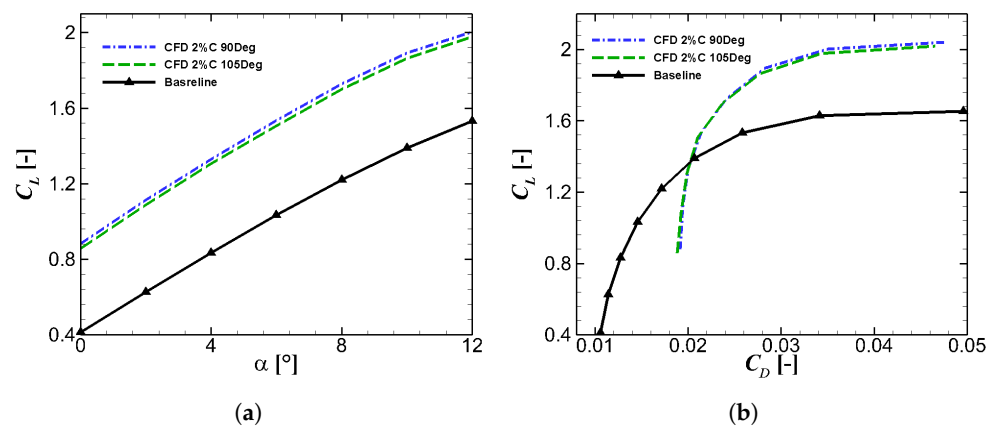 2
1.6
1.2
0.8
0.4
C_L [-]
CFD 2%C 90Deg
CFD 2%C 105Deg
Basreline
0 4 8 12
α [°]
(a)
2
1.6
1.2
0.8
0.4
C_L [-]
CFD 2%C 90Deg
CFD 2%C 105Deg
Baseline
0.01 0.02 0.03 0.04 0.05
C_D [-]
(b)